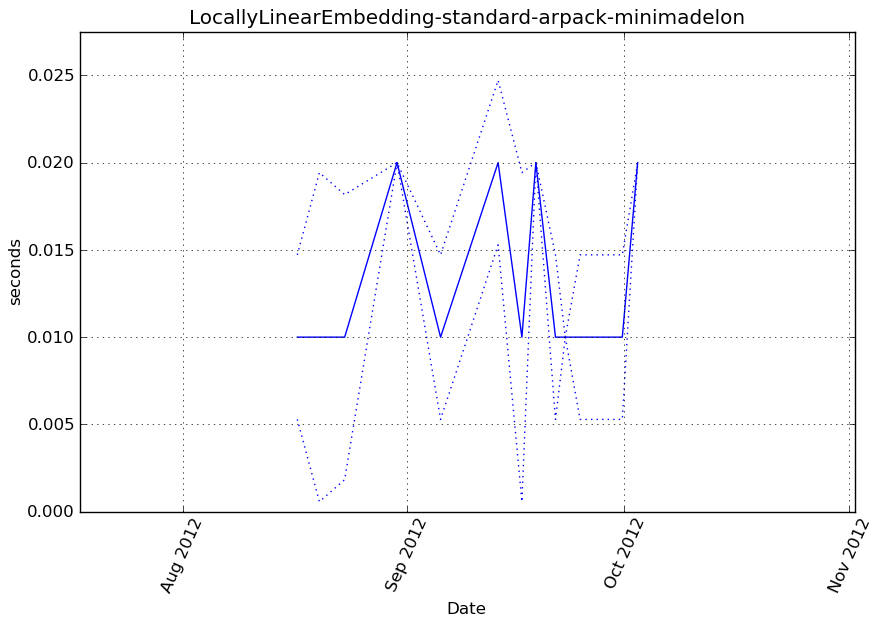 LocallyLinearEmbedding-standard-arpack-minimadelon
0.025
0.020
0.015
0.010
0.005
0.000
seconds
Aug 2012
Sep 2012
Oct 2012
Nov 2012
Date